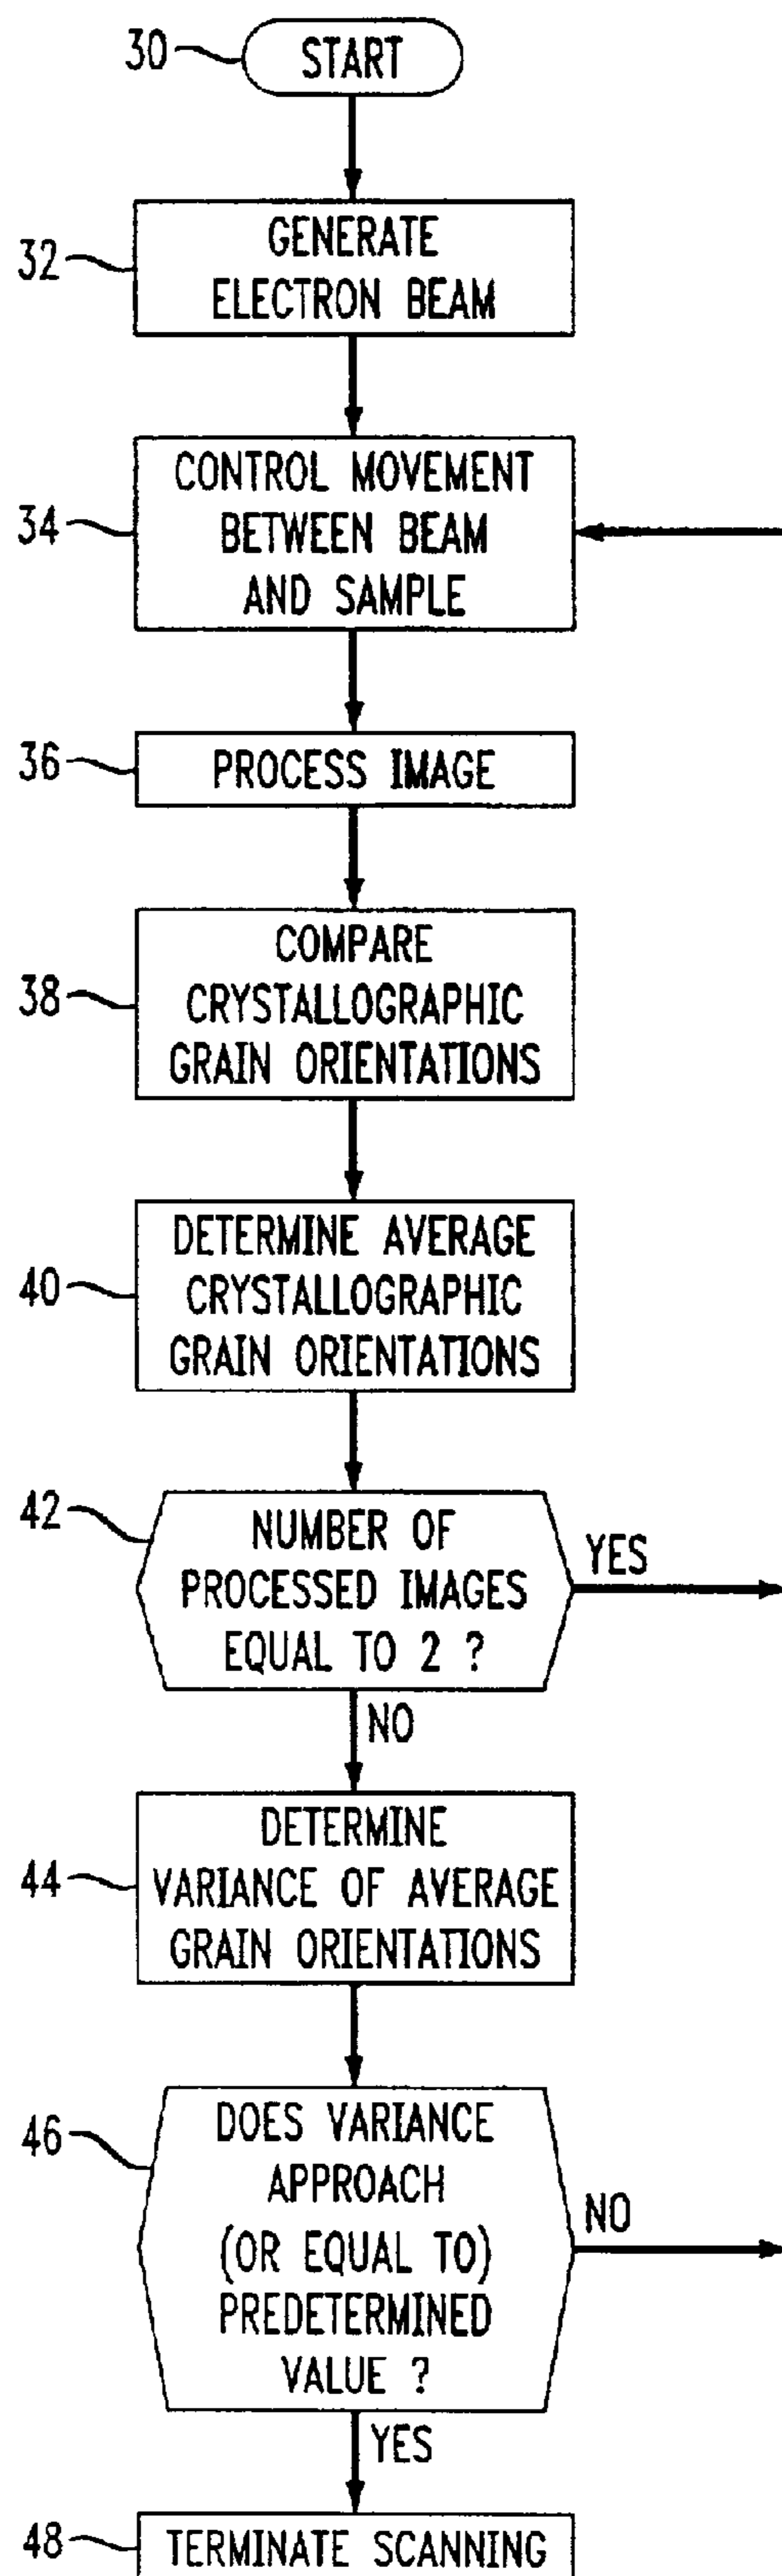 30
START
32
GENERATE
ELECTRON BEAM
34
CONTROL MOVEMENT
BETWEEN BEAM
AND SAMPLE
36
PROCESS IMAGE
38
COMPARE
CRYSTALLOGRAPHIC
GRAIN ORIENTATIONS
40
DETERMINE AVERAGE
CRYSTALLOGRAPHIC
GRAIN ORIENTATIONS
42
NUMBER OF
PROCESSED IMAGES
EQUAL TO 2 ?
YES
NO
44
DETERMINE
VARIANCE OF AVERAGE
GRAIN ORIENTATIONS
46
DOES VARIANCE
APPROACH
(OR EQUAL TO)
PREDETERMINED
VALUE ?
NO
YES
48
TERMINATE SCANNING